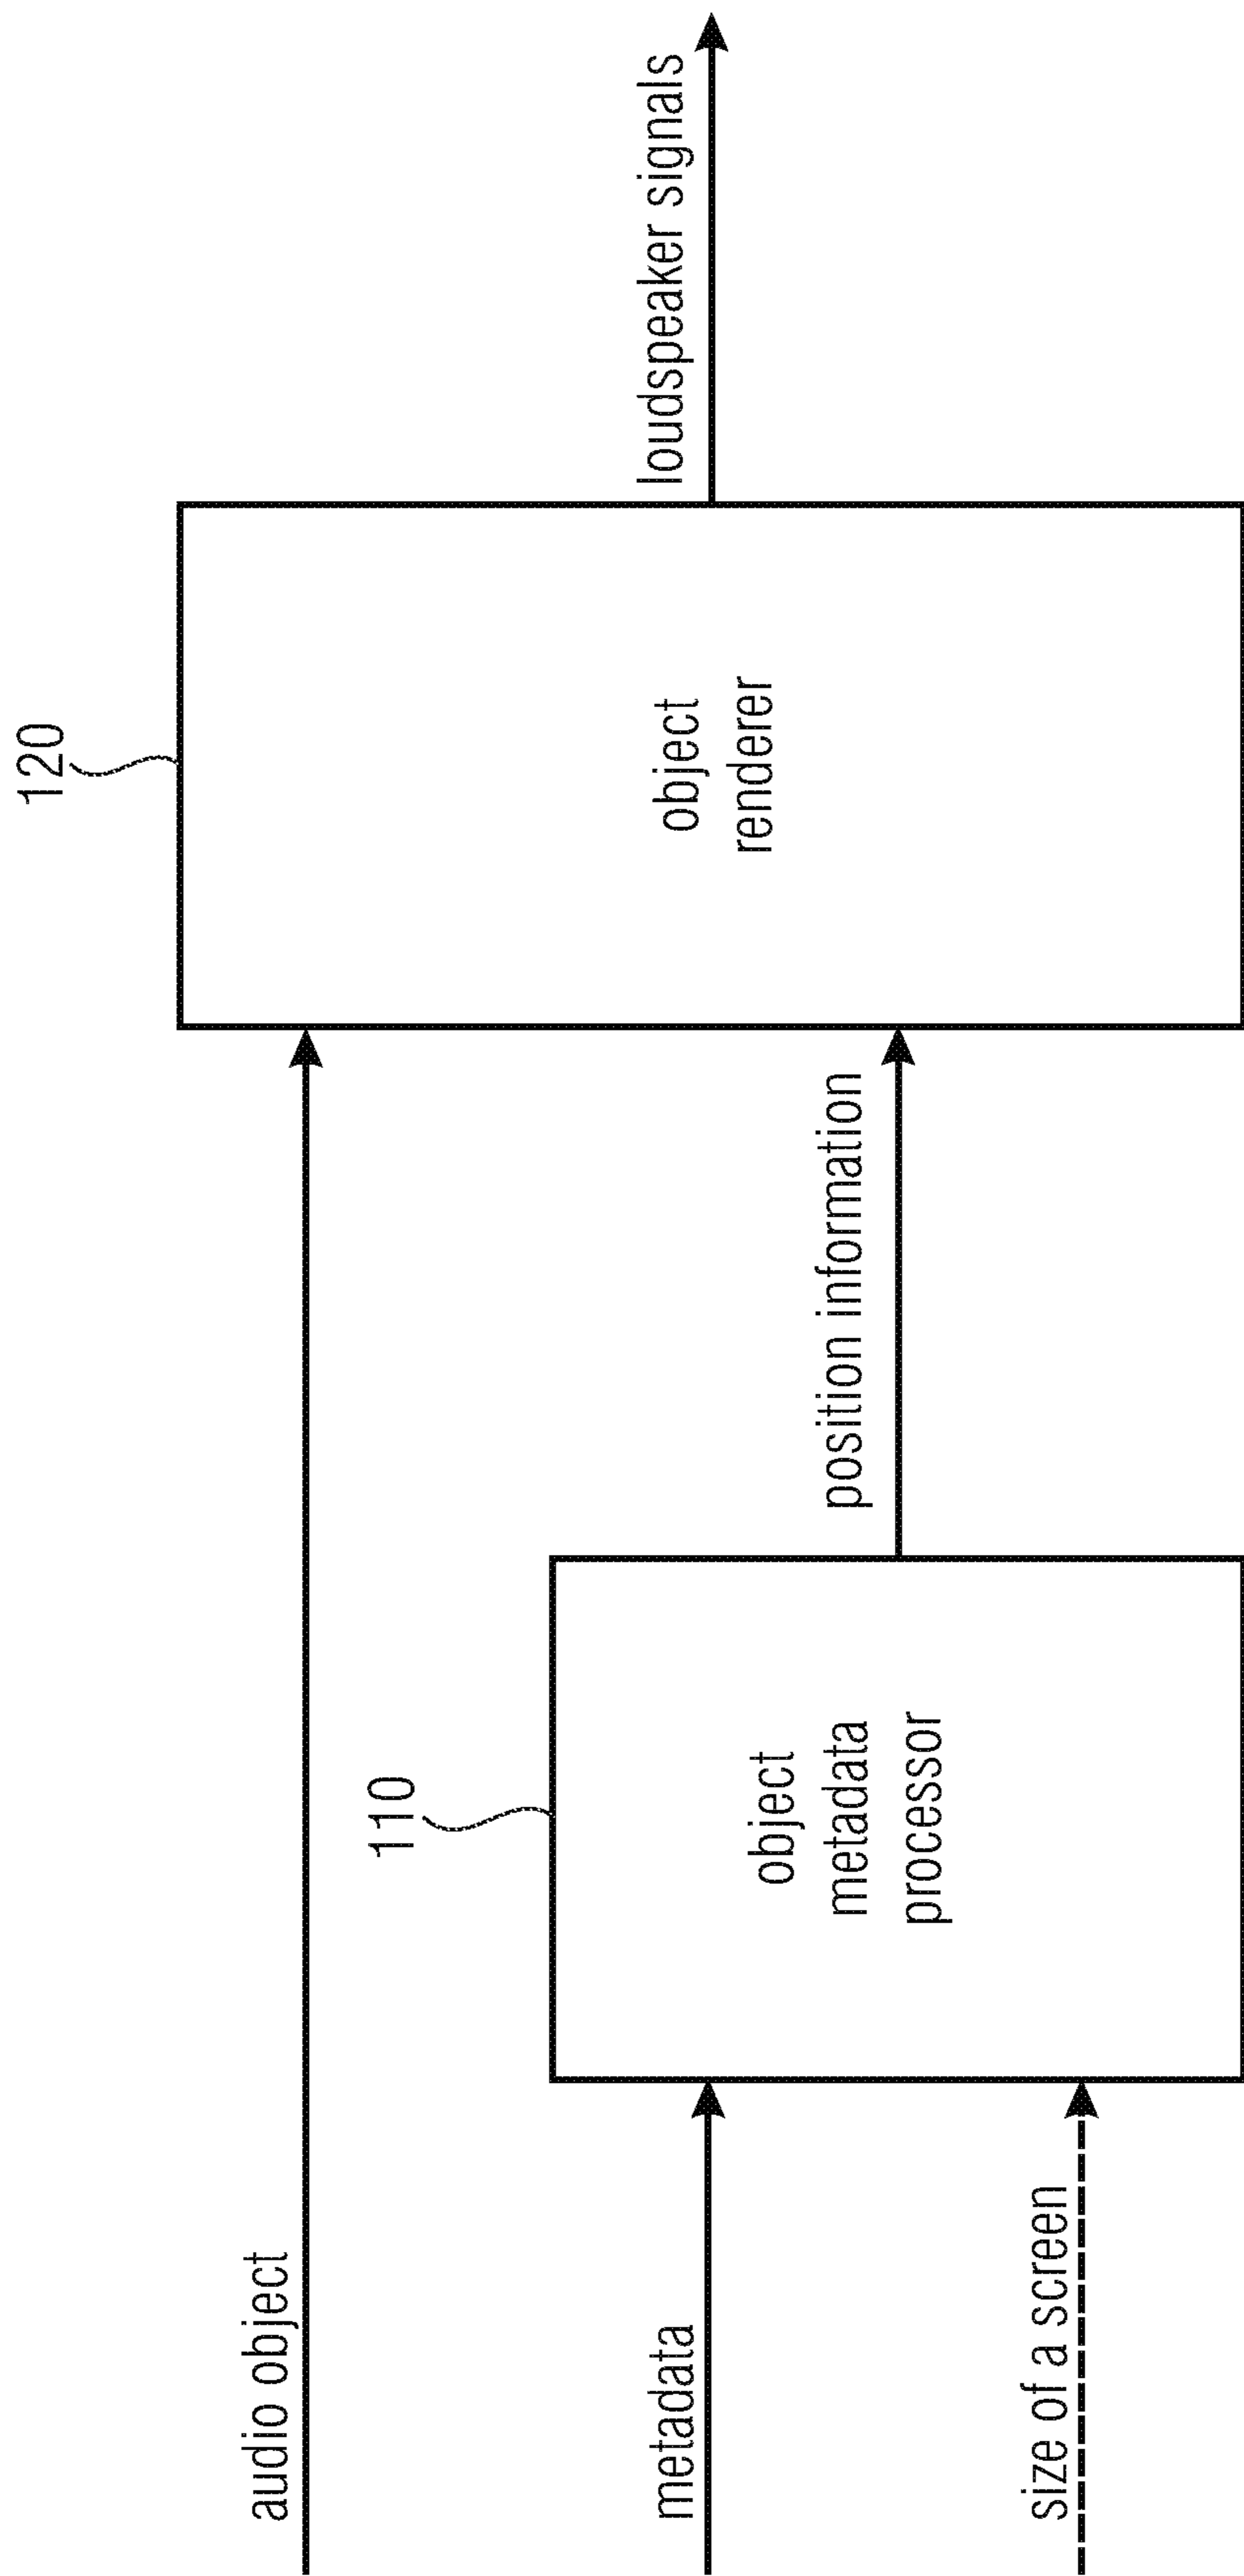 audio object
metadata
size of a screen
110
object
metadata
processor
position information
120
object
renderer
loudspeaker signals